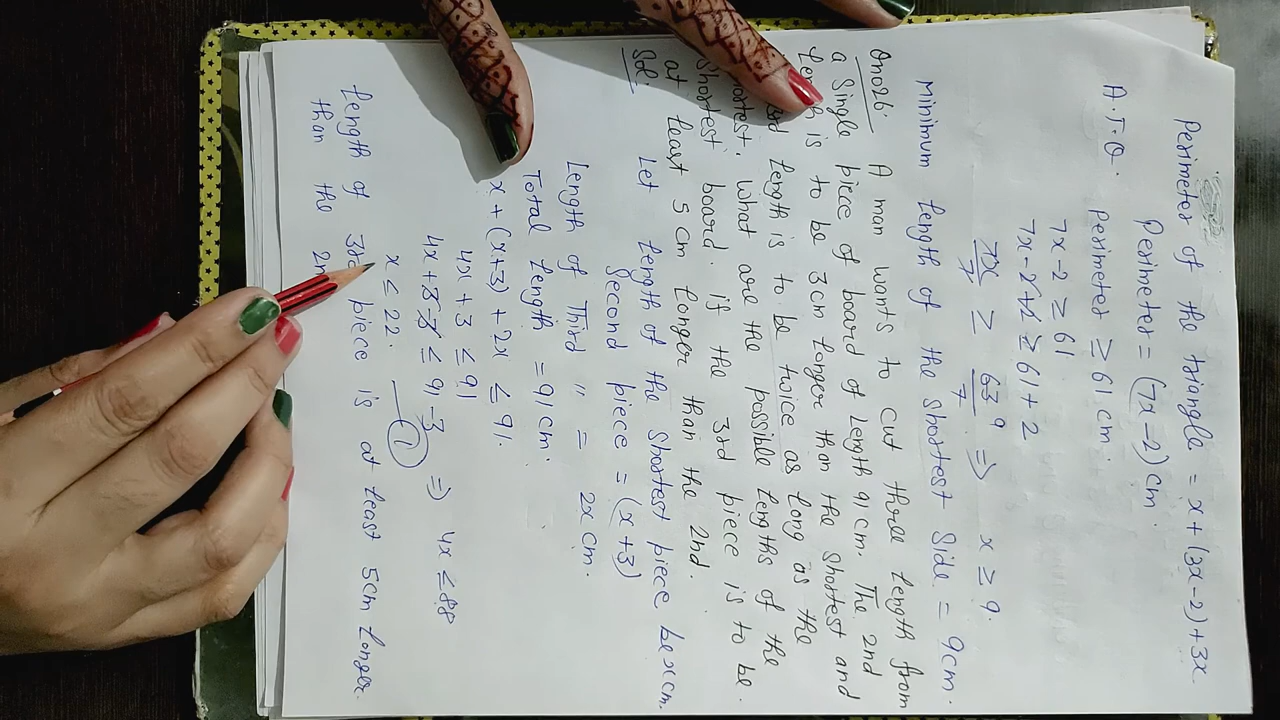 Perimeter of the triangle = x + (3x-2) + 3x
Perimeter = (7x-2) cm.
A.T.Q. Perimeter ≥ 61 cm.
7x-2 ≥ 61
7x-2+2 ≥ 61+2
7x/7 ≥ 63/7 9 ⇒ x ≥ 9.
Minimum length of the shortest side = 9cm.
Qno26. A man wants to cut three length from
a single piece of board of length 91 cm. The 2nd
length is to be 3cm longer than the shortest and
3rd length is to be twice as long as the
shortest. What are the possible lengths of the
shortest board. if the 3rd piece is to be.
at least 5 cm longer than the 2nd.
Sol: Let length of the shortest piece be x cm.
Second piece = (x+3)
Length of Third " = 2x cm.
Total length = 91 cm.
x + (x+3) + 2x ≤ 91.
4x + 3 ≤ 91
4x + 3 - 3 ≤ 91 - 3 ⇒ 4x ≤ 88
x ≤ 22. — ①
Length of 3rd piece is at least 5cm longer.
than the 2n